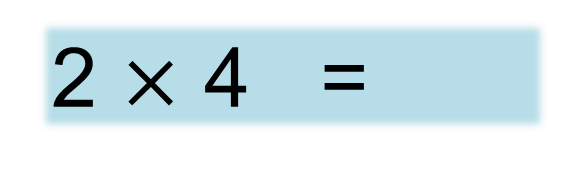 2 × 4 =